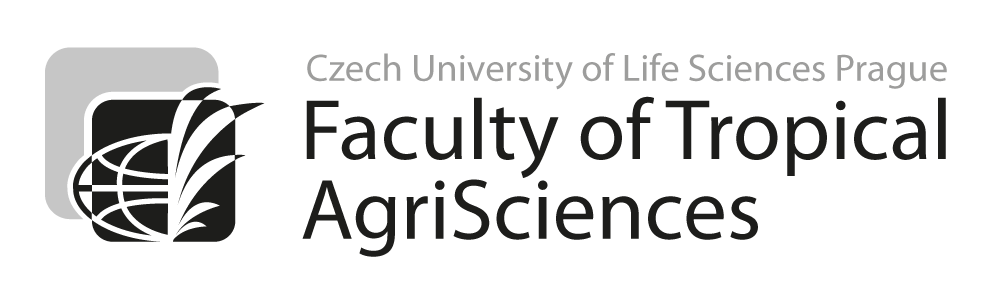 Czech University of Life Sciences Prague
Faculty of Tropical
AgriSciences